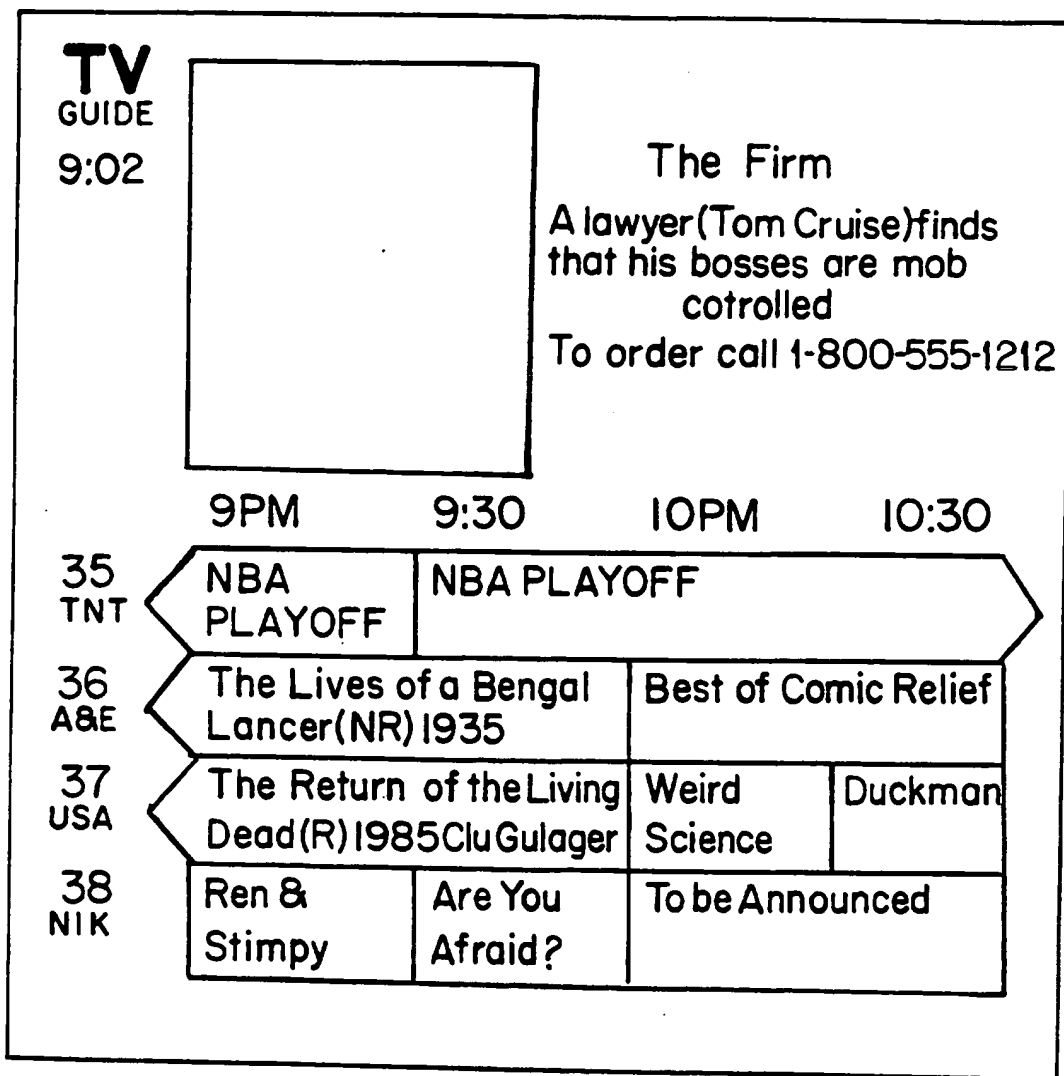 TV
GUIDE
9:02
The Firm
A lawyer(Tom Cruise)finds
that his bosses are mob
cotrolled
To order call 1-800-555-1212
9PM 9:30 10PM 10:30
35
TNT
NBA
PLAYOFF
NBA PLAYOFF
36
A&E
The Lives of a Bengal
Lancer(NR) 1935
Best of Comic Relief
37
USA
The Return of the Living
Dead(R) 1985 Clu Gulager
Weird
Science
Duckman
38
NIK
Ren &
Stimpy
Are You
Afraid?
To be Announced